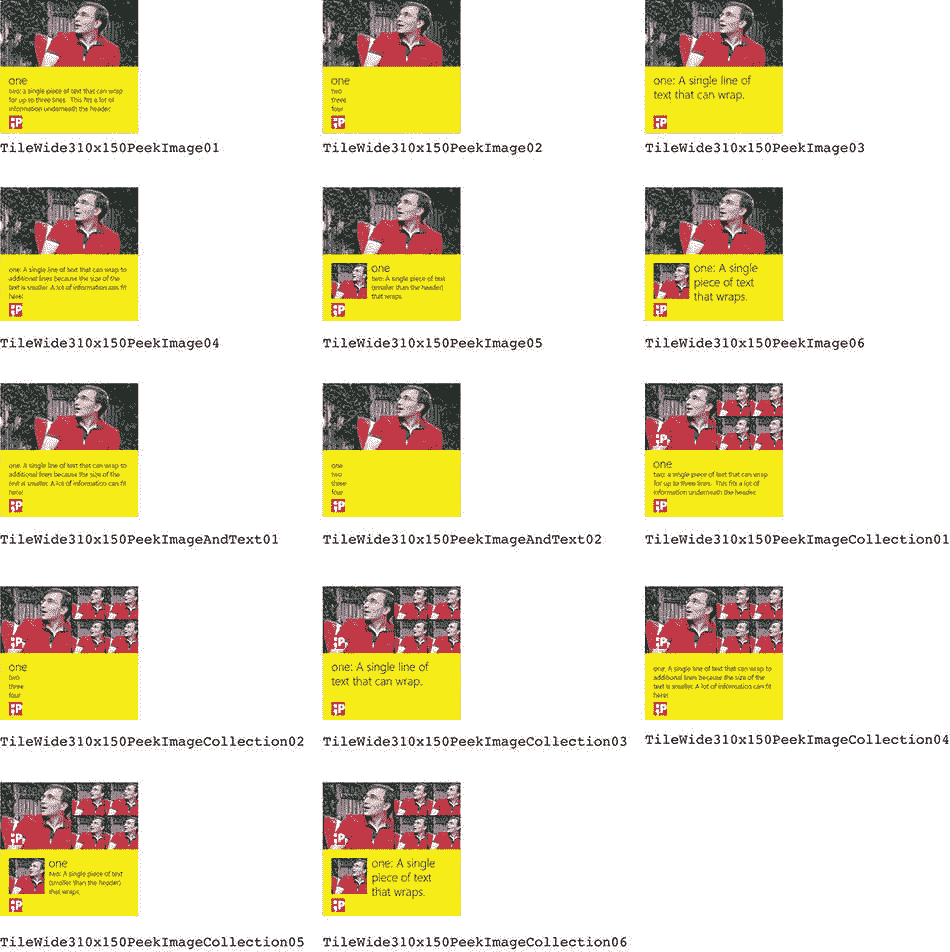 one
two: a single piece of text that can wrap
for up to three lines. This fits a lot of
information underneath the header.
TileWide310x150PeekImage01
one
two
three
four
TileWide310x150PeekImage02
one: A single line of
text that can wrap.
TileWide310x150PeekImage03
one: A single line of text that can wrap to
additional lines because the size of the
text is smaller. A lot of information can fit
here!
TileWide310x150PeekImage04
one
two: A single piece of text
(smaller than the header)
that wraps.
TileWide310x150PeekImage05
one: A single
piece of text
that wraps.
TileWide310x150PeekImage06
one: A single line of text that can wrap to
additional lines because the size of the
text is smaller. A lot of information can fit
here!
TileWide310x150PeekImageAndText01
one
two
three
four
TileWide310x150PeekImageAndText02
one
two: a single piece of text that can wrap
for up to three lines. This fits a lot of
information underneath the header.
TileWide310x150PeekImageCollection01
one
two
three
four
TileWide310x150PeekImageCollection02
one: A single line of
text that can wrap.
TileWide310x150PeekImageCollection03
one: A single line of text that can wrap to
additional lines because the size of the
text is smaller. A lot of information can fit
here!
TileWide310x150PeekImageCollection04
one
two: A single piece of text
(smaller than the header)
that wraps.
TileWide310x150PeekImageCollection05
one: A single
piece of text
that wraps.
TileWide310x150PeekImageCollection06